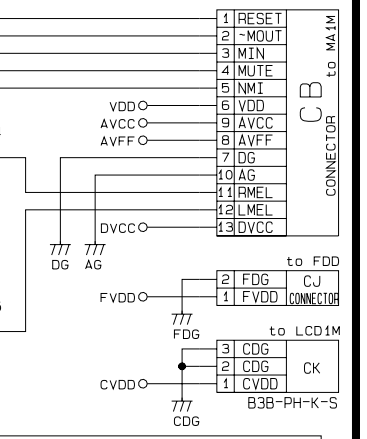 1 RESET
2 ~MOUT
3 MIN
4 MUTE
5 NMI
VDD 6 VDD
AVCC 9 AVCC
AVFF 8 AVFF
7 DG
10 AG
11 RMEL
12 LMEL
DVCC 13 DVCC
CB
CONNECTOR to MA1M
DG AG
to FDD
2 FDG CJ
FVDD 1 FVDD CONNECTOR
FDG
to LCD1M
3 CDG
2 CDG CK
CVDD 1 CVDD
B3B-PH-K-S
CDG